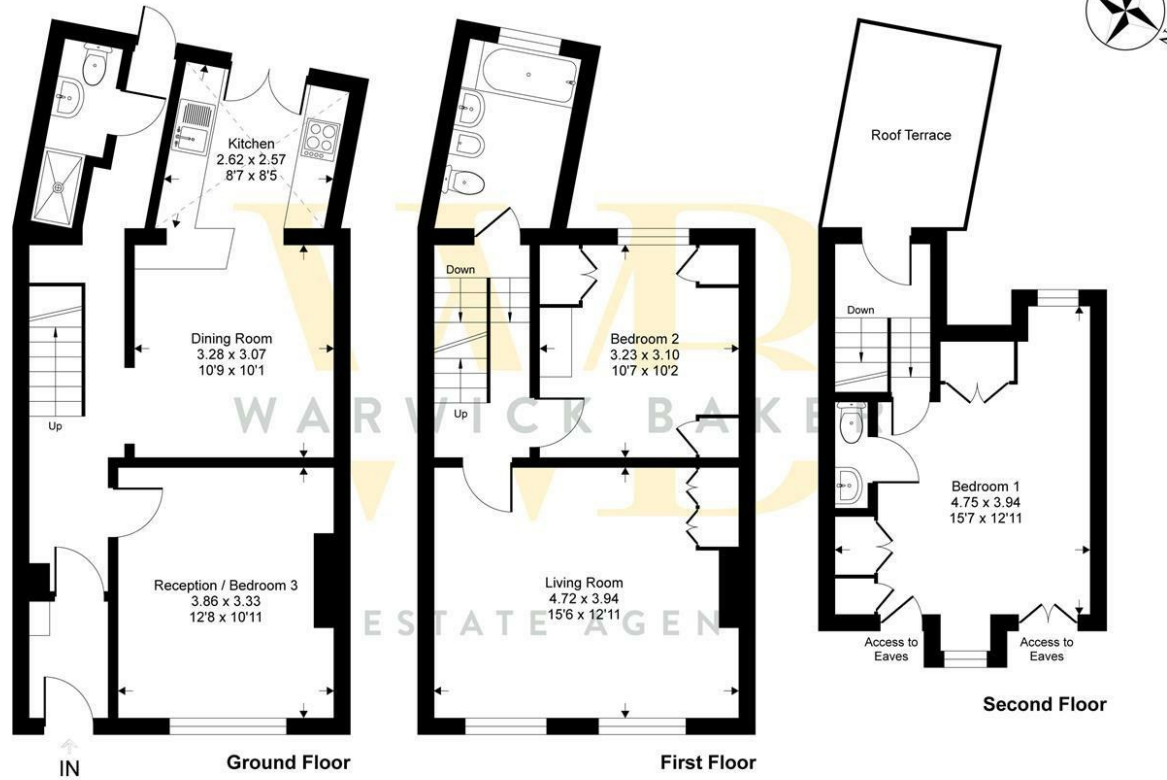 Kitchen
2.62 x 2.57
8'7 x 8'5
Dining Room
3.28 x 3.07
10'9 x 10'1
Up
Reception / Bedroom 3
3.86 x 3.33
12'8 x 10'11
IN
Ground Floor
Down
Up
Bedroom 2
3.23 x 3.10
10'7 x 10'2
Living Room
4.72 x 3.94
15'6 x 12'11
First Floor
Roof Terrace
Down
Bedroom 1
4.75 x 3.94
15'7 x 12'11
Access to
Eaves
Access to
Eaves
Second Floor
N
WB
WARWICK BAKER
ESTATE AGEN